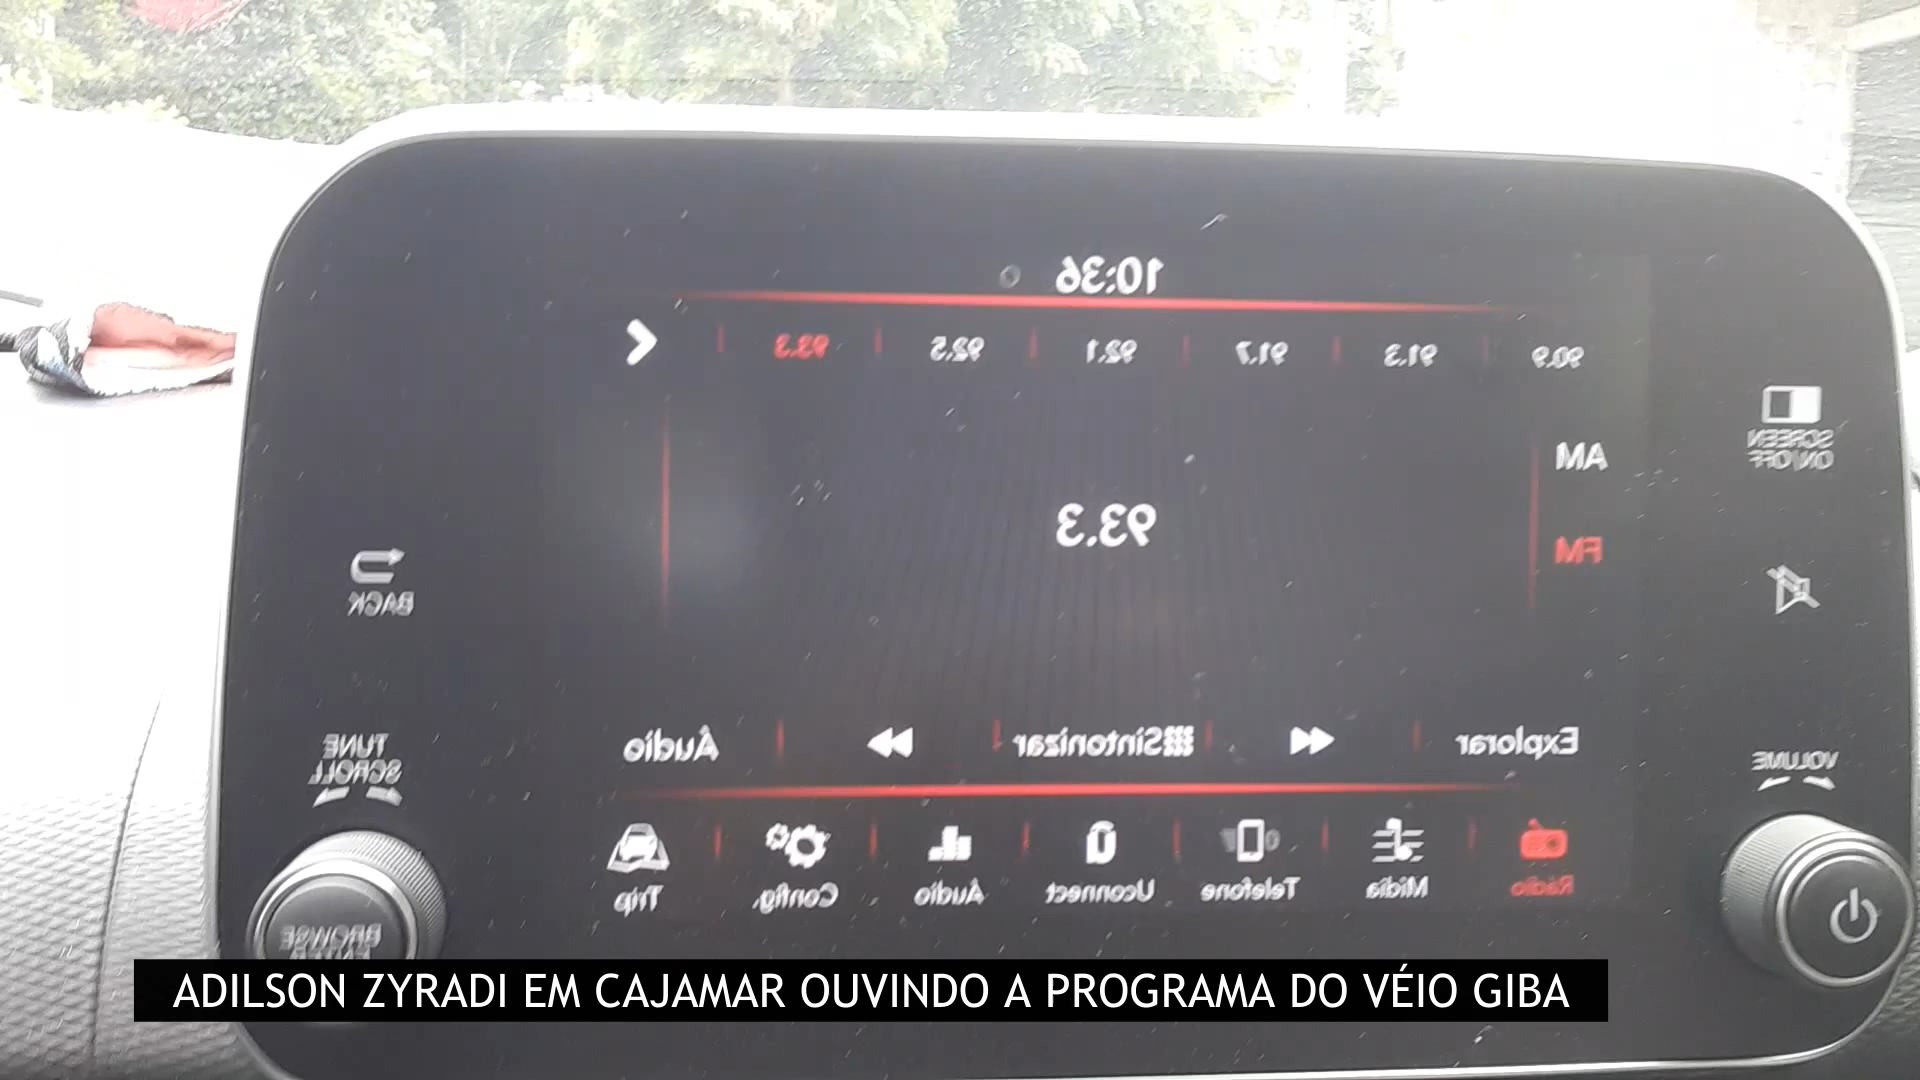 10:36
90.9 91.3 91.7 92.1 92.5 93.3
SCREEN
ON/OFF
AM
93.3
FM
BACK
Explorar Sintonizar Áudio
VOLUME
TUNE
SCROLL
Rádio Mídia Telefone Uconnect Áudio Config. Trip
BROWSE
ENTER
ADILSON ZYRADI EM CAJAMAR OUVINDO A PROGRAMA DO VÉIO GIBA